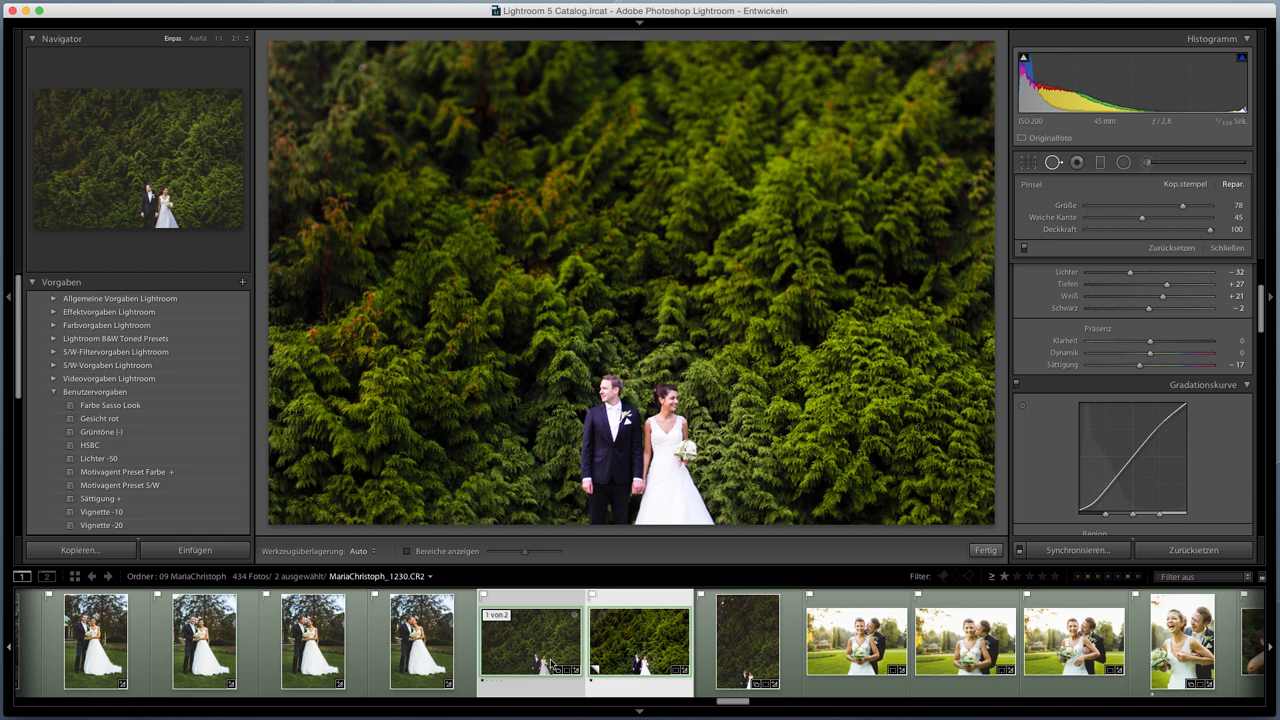 Lightroom 5 Catalog.lrcat - Adobe Photoshop Lightroom - Entwickeln
Navigator Einpas. Ausfül. 1:1 2:1
Vorgaben +
Allgemeine Vorgaben Lightroom
Effektvorgaben Lightroom
Farbvorgaben Lightroom
Lightroom B&W Toned Presets
S/W-Filtervorgaben Lightroom
S/W-Vorgaben Lightroom
Videovorgaben Lightroom
Benutzervorgaben
Farbe Sasso Look
Gesicht rot
Grüntöne (-)
HSBC
Lichter -50
Motivagent Preset Farbe +
Motivagent Preset S/W
Sättigung +
Vignette -10
Vignette -20
Kopieren... Einfügen
Werkzeugüberlagerung: Auto Bereiche anzeigen Fertig
Histogramm
ISO 200 45 mm ƒ / 2,8 1/320 Sek.
Originalfoto
Pinsel: Kop.stempel Repar.
Größe 78
Weiche Kante 45
Deckkraft 100
Zurücksetzen Schließen
Lichter - 32
Tiefen + 27
Weiß + 21
Schwarz - 2
Präsenz
Klarheit 0
Dynamik 0
Sättigung - 17
Gradationskurve
Region
Synchronisieren... Zurücksetzen
1 2 Ordner : 09 MariaChristoph 434 Fotos/ 2 ausgewählt/ MariaChristoph_1230.CR2 Filter: ≥ Filter aus
1 von 2